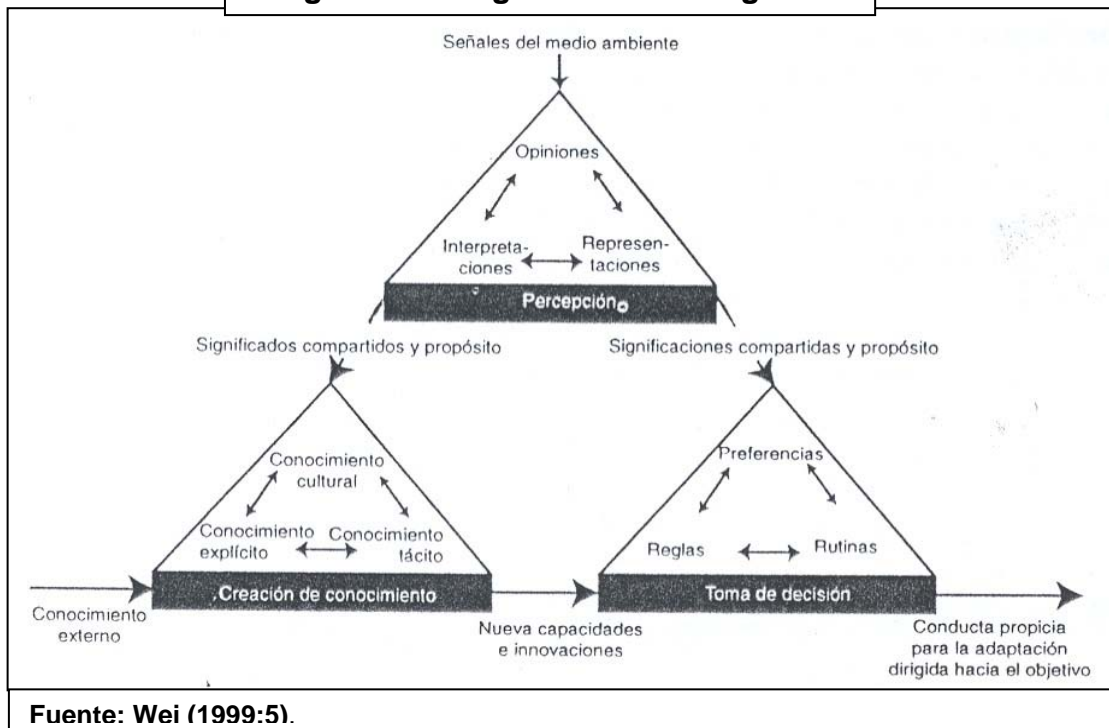 Señales del medio ambiente
Opiniones
Interpreta-
ciones
Represen-
taciones
Percepción
Significados compartidos y propósito
Significaciones compartidas y propósito
Conocimiento
cultural
Conocimiento
explícito
Conocimiento
tácito
Creación de conocimiento
Preferencias
Reglas
Rutinas
Toma de decisión
Conocimiento
externo
Nueva capacidades
e innovaciones
Conducta propicia
para la adaptación
dirigida hacia el objetivo
Fuente: Wei (1999:5).